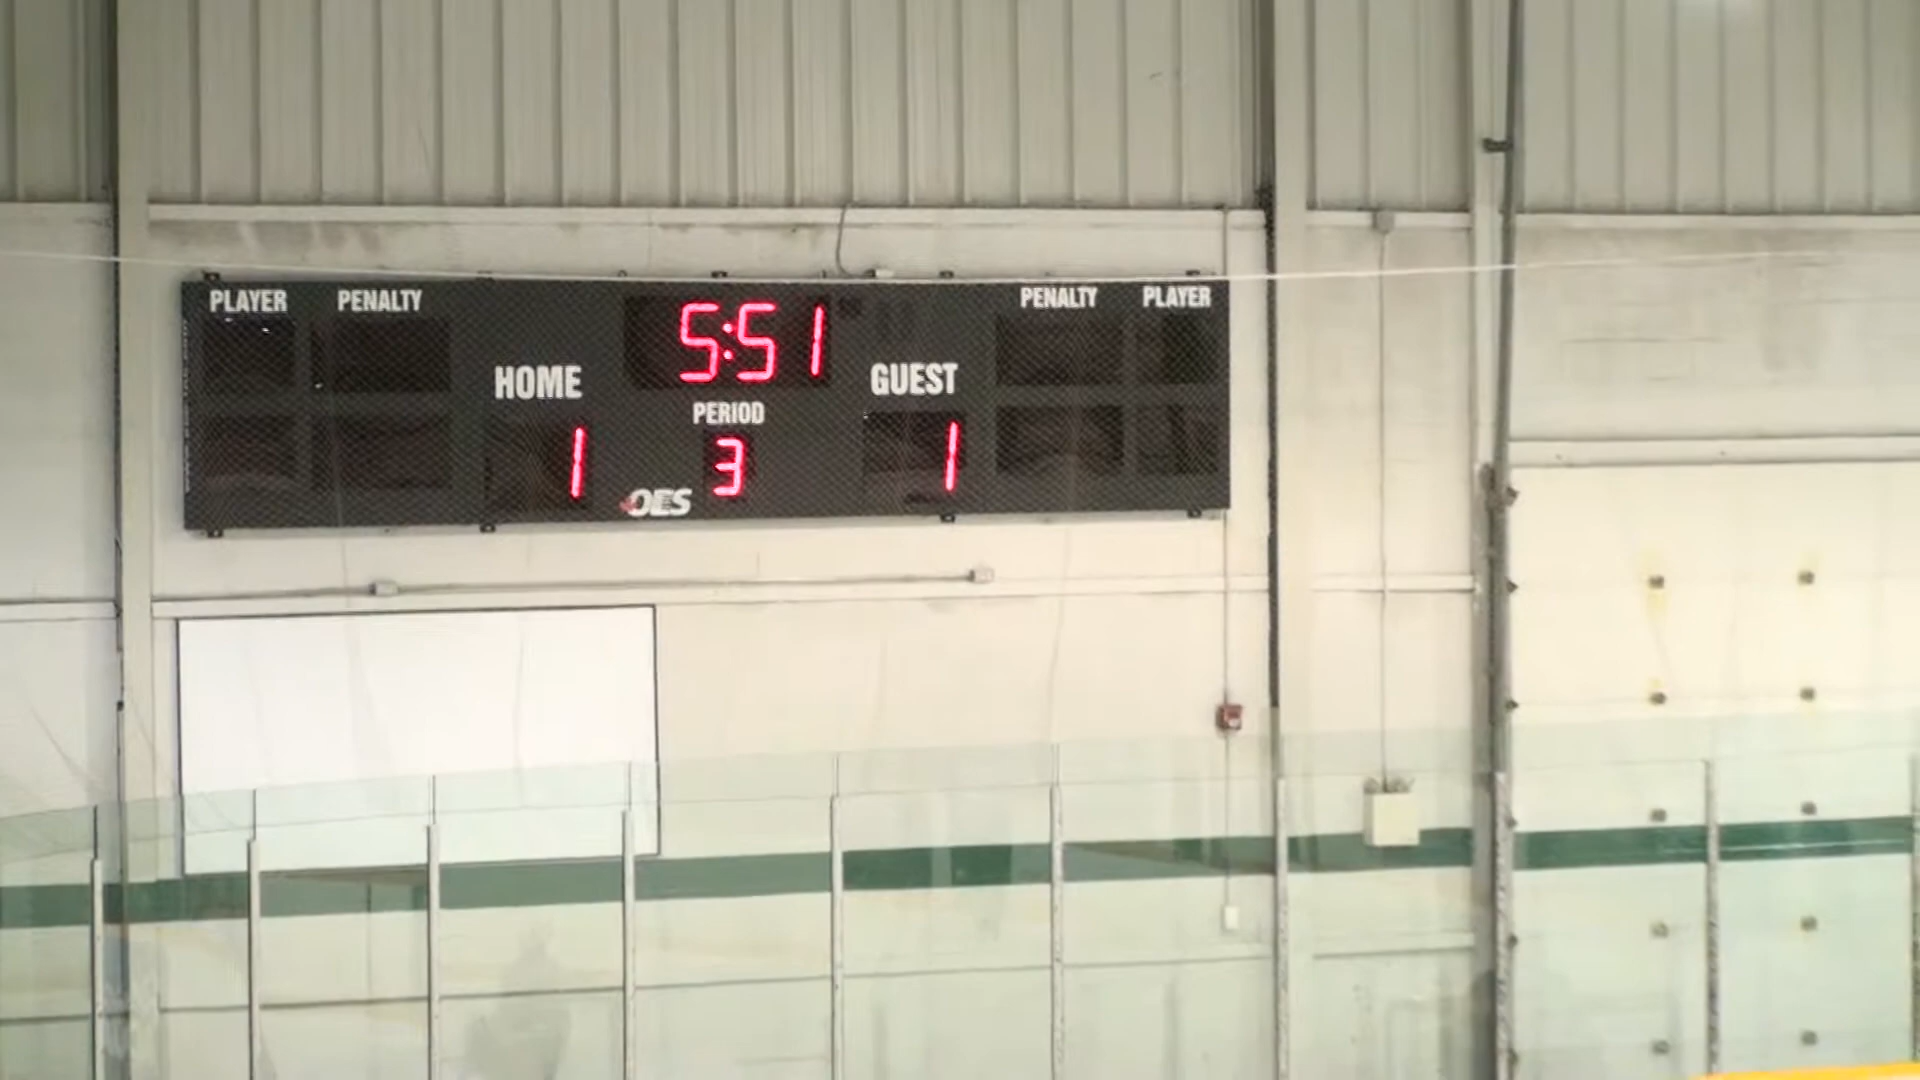 PLAYER PENALTY 5:51 PENALTY PLAYER
HOME GUEST
PERIOD
1 3 1
OES